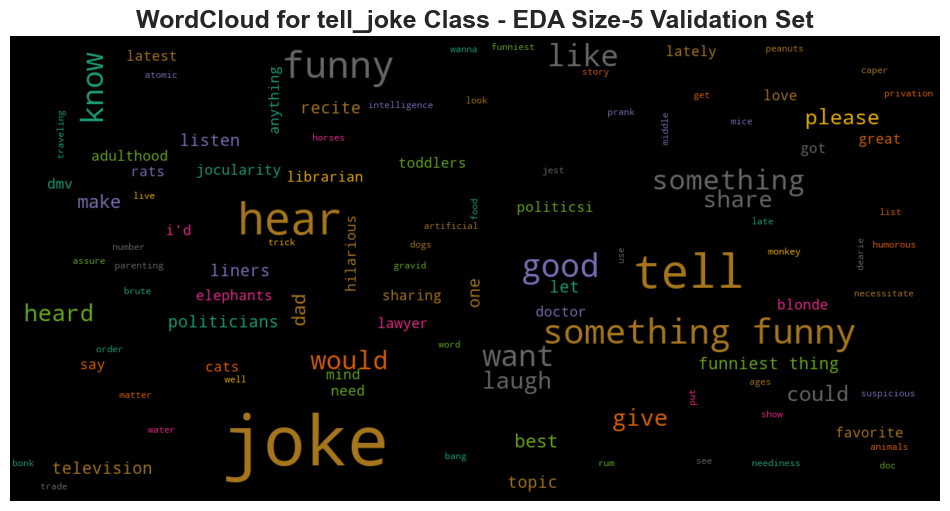 WordCloud for tell_joke Class - EDA Size-5 Validation Set
wanna
funniest
latest
funny
like
lately
peanuts
know
story
atomic
anything
caper
look
get
love
privation
recite
intelligence
prank
middle
mice
please
traveling
listen
horses
got
great
adulthood
toddlers
rats
jocularity
librarian
jest
something
dmv
live
share
make
food
politicsi
list
hear
i'd
hilarious
artificial
late
trick
number
dogs
use
monkey
dearie
humorous
assure
parenting
liners
gravid
good
tell
brute
elephants
sharing
one
let
necessitate
dad
blonde
heard
politicians
lawyer
doctor
something funny
order
word
say
cats
would
want
funniest thing
well
mind
laugh
ages
need
could
suspicious
matter
put
joke
give
show
water
best
favorite
animals
bonk
television
bang
rum
see
neediness
doc
trade
topic